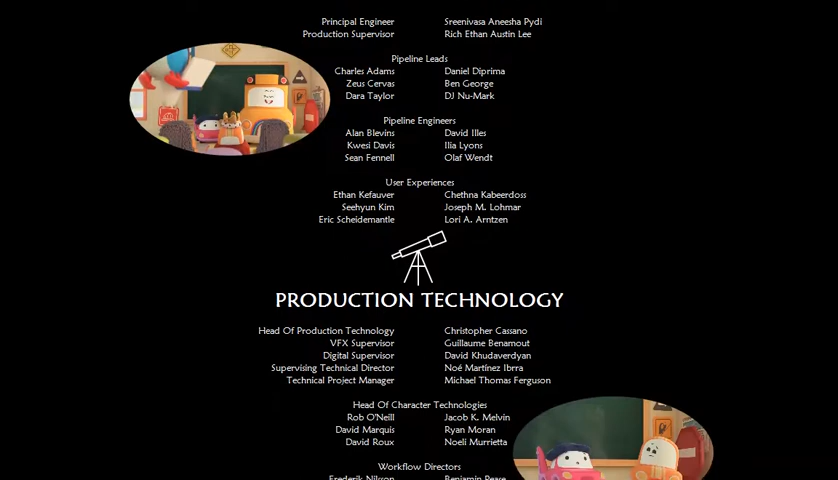 Principal Engineer Sreenivasa Aneesha Pydi
Production Supervisor Rich Ethan Austin Lee
Pipeline Leads
Charles Adams Daniel Diprima
Zeus Cervas Ben George
Dara Taylor DJ Nu-Mark
Pipeline Engineers
Alan Blevins David Illes
Kwesi Davis Ilia Lyons
Sean Fennell Olaf Wendt
User Experiences
Ethan Kefauver Chethna Kabeerdoss
Seehyun Kim Joseph M. Lohmar
Eric Scheidemantle Lori A. Arntzen
PRODUCTION TECHNOLOGY
Head Of Production Technology Christopher Cassano
VFX Supervisor Guillaume Benamout
Digital Supervisor David Khudaverdyan
Supervising Technical Director Noé Martínez Ibrra
Technical Project Manager Michael Thomas Ferguson
Head Of Character Technologies
Rob O'Neill Jacob K. Melvin
David Marquis Ryan Moran
David Roux Noeli Murrietta
Workflow Directors
Frederik Nilsson Benjamin Pease